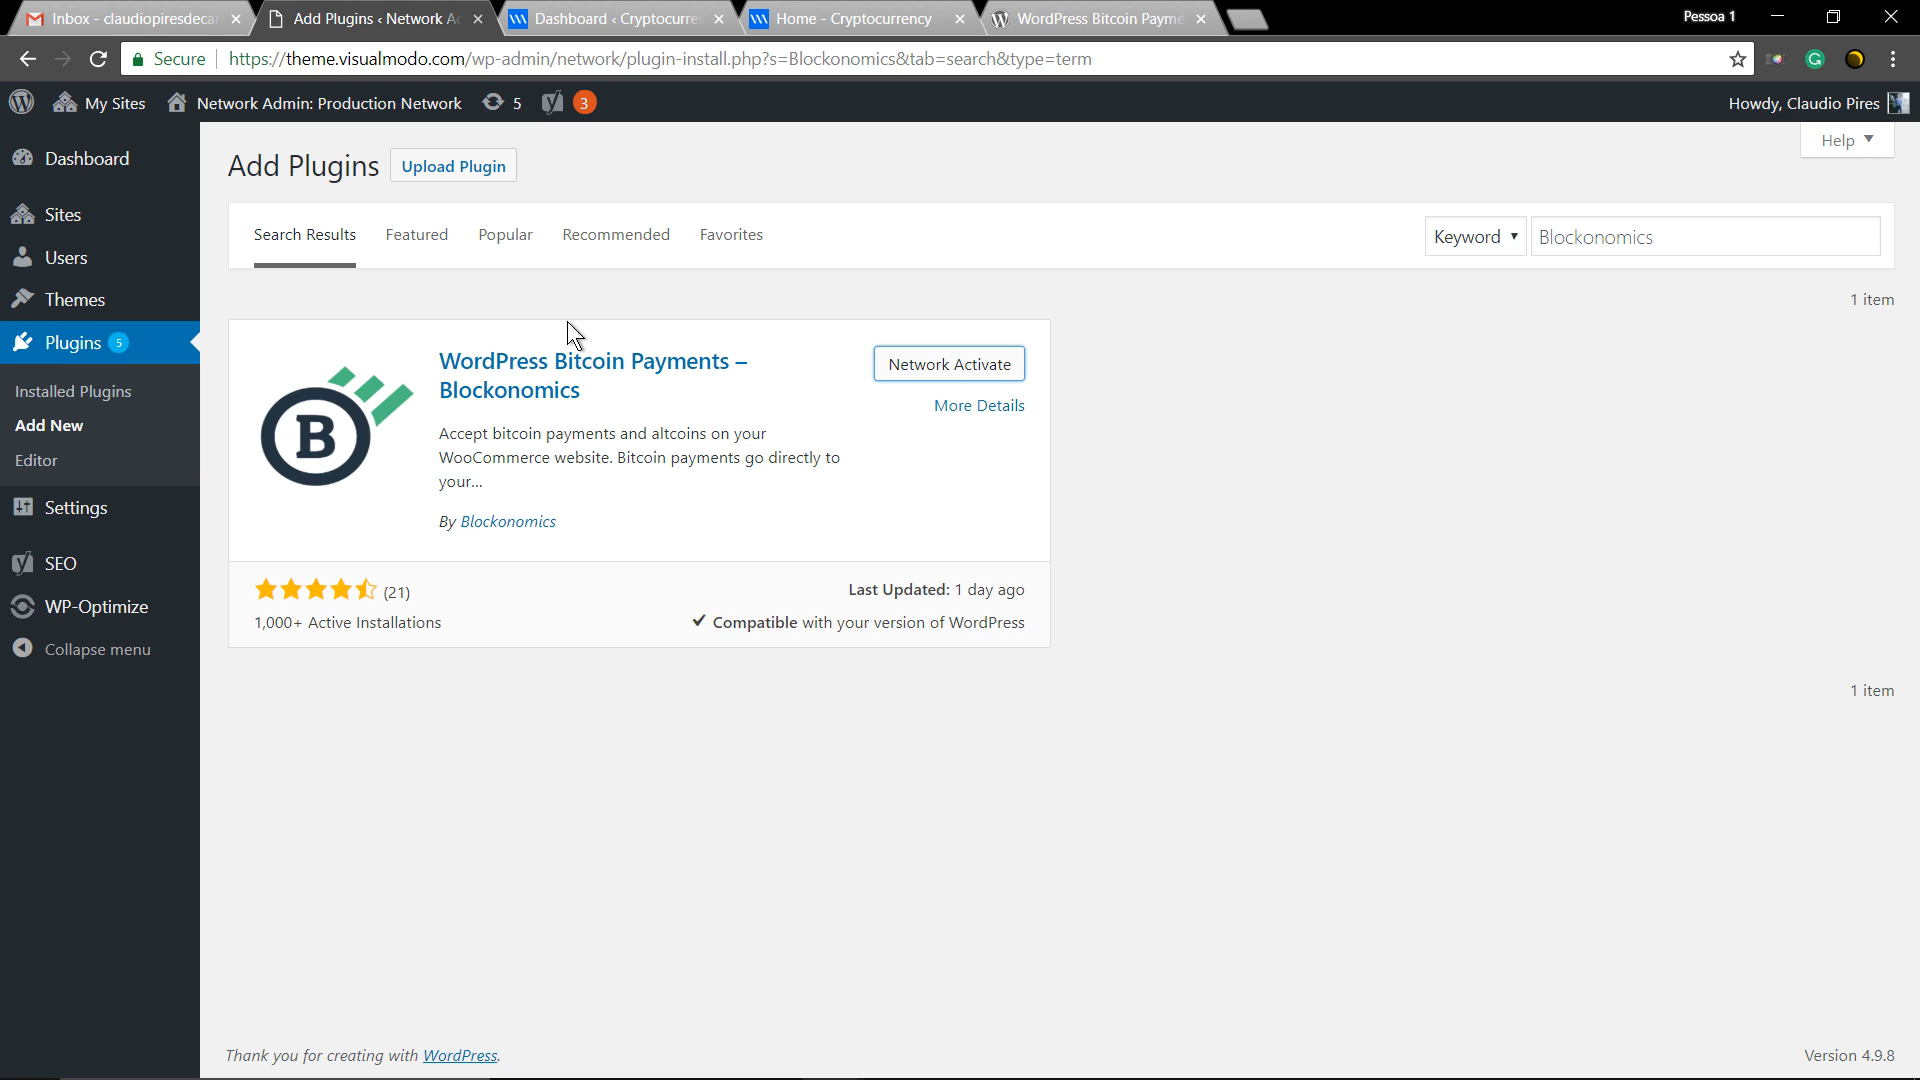 Inbox - claudiopiresdecar
Add Plugins ‹ Network Ac
Dashboard ‹ Cryptocurre
Home - Cryptocurrency
WordPress Bitcoin Payme
Pessoa 1
Secure
https://theme.visualmodo.com/wp-admin/network/plugin-install.php?s=Blockonomics&tab=search&type=term
My Sites
Network Admin: Production Network
5
3
Howdy, Claudio Pires
Help
Dashboard
Sites
Users
Themes
Plugins 5
Installed Plugins
Add New
Editor
Settings
SEO
WP-Optimize
Collapse menu
Add Plugins
Upload Plugin
Search Results
Featured
Popular
Recommended
Favorites
Keyword
Blockonomics
1 item
B
WordPress Bitcoin Payments –
Blockonomics
Network Activate
More Details
Accept bitcoin payments and altcoins on your
WooCommerce website. Bitcoin payments go directly to
your...
By Blockonomics
(21)
Last Updated: 1 day ago
1,000+ Active Installations
Compatible with your version of WordPress
1 item
Thank you for creating with WordPress.
Version 4.9.8